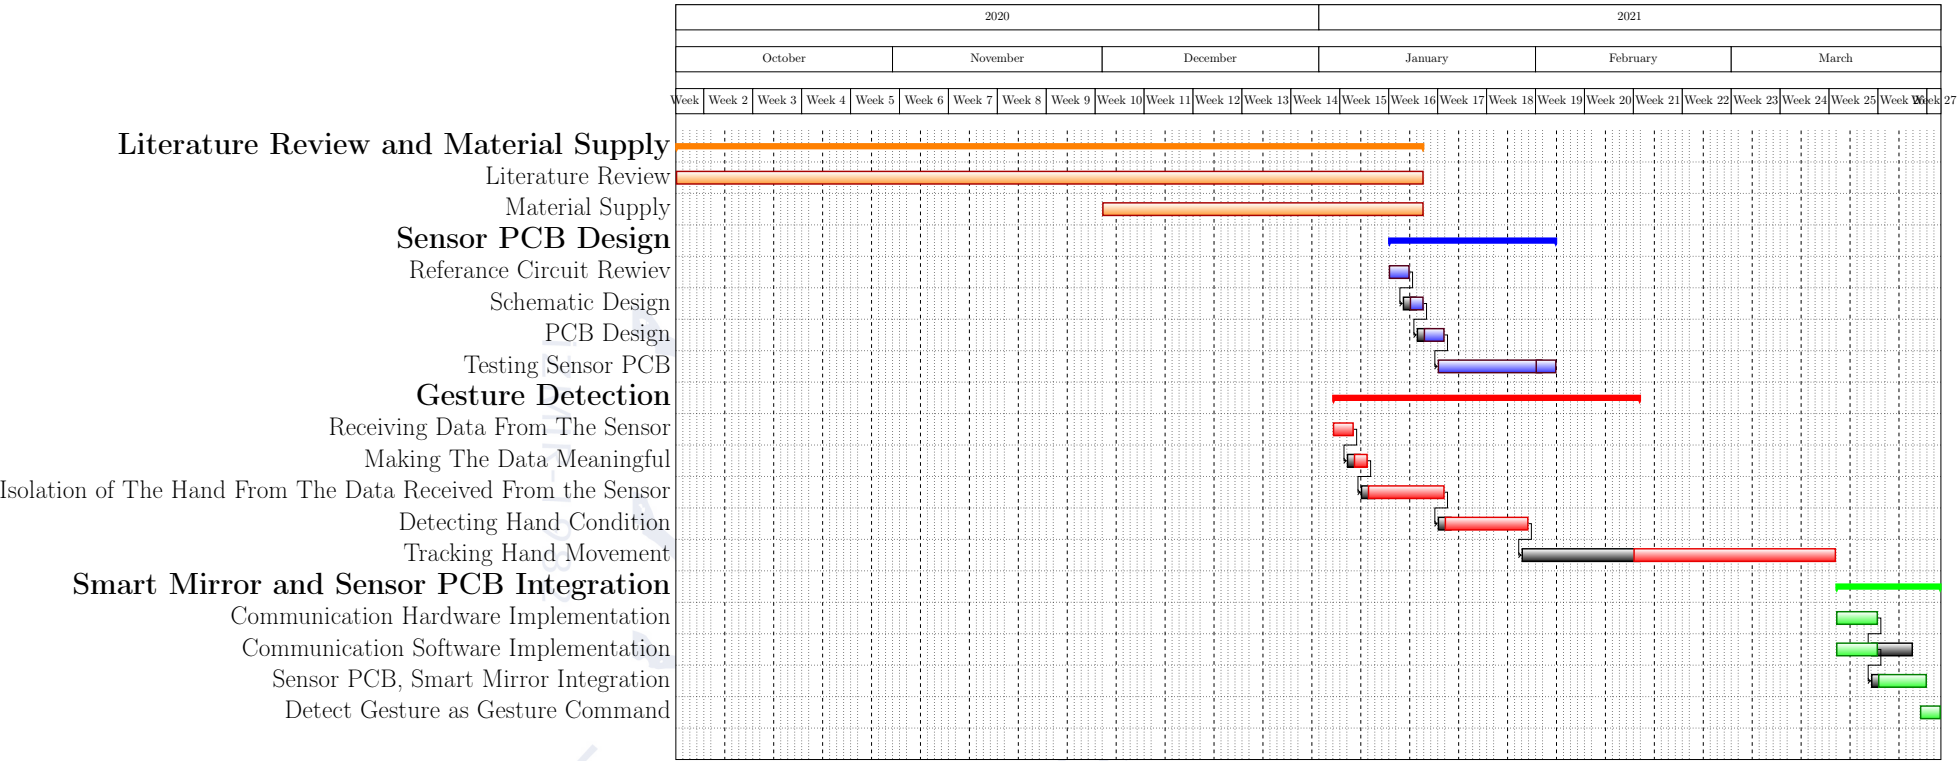 2020 2021
October November December January February March
Week Week 2 Week 3 Week 4 Week 5 Week 6 Week 7 Week 8 Week 9 Week 10 Week 11 Week 12 Week 13 Week 14 Week 15 Week 16 Week 17 Week 18 Week 19 Week 20 Week 21 Week 22 Week 23 Week 24 Week 25 Week 26 Week 27
Literature Review and Material Supply
Literature Review
Material Supply
Sensor PCB Design
Referance Circuit Rewiev
Schematic Design
PCB Design
Testing Sensor PCB
Gesture Detection
Receiving Data From The Sensor
Making The Data Meaningful
Isolation of The Hand From The Data Received From the Sensor
Detecting Hand Condition
Tracking Hand Movement
Smart Mirror and Sensor PCB Integration
Communication Hardware Implementation
Communication Software Implementation
Sensor PCB, Smart Mirror Integration
Detect Gesture as Gesture Command